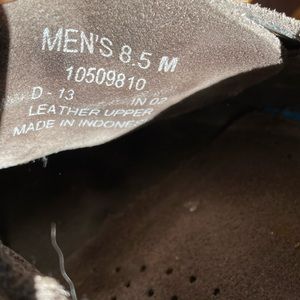 MEN'S 8.5 M
10509810
D - 13 IN 02
LEATHER UPPER
MADE IN INDONE